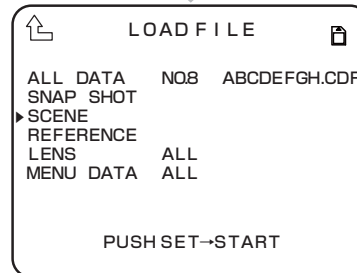 LOAD FILE
ALL DATA NO.8 ABCDEFGH.CDF
SNAP SHOT
SCENE
REFERENCE
LENS ALL
MENU DATA ALL
PUSH SET→START